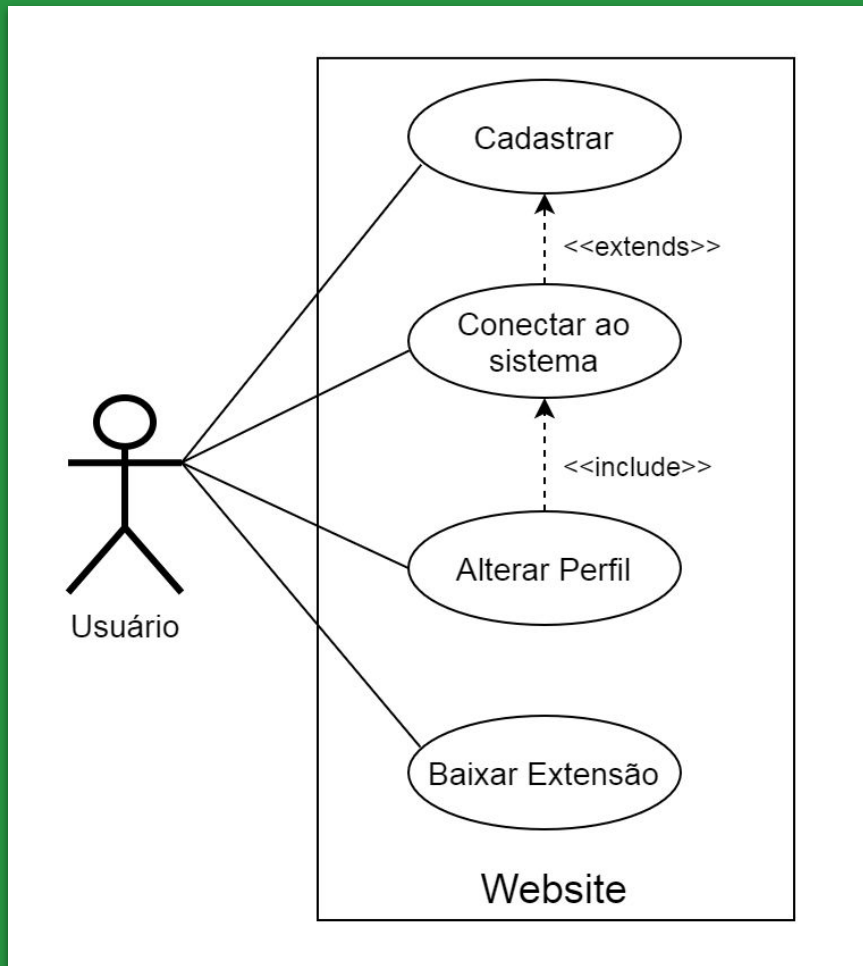 Cadastrar
<<extends>>
Conectar ao
sistema
<<include>>
Alterar Perfil
Usuário
Baixar Extensão
Website